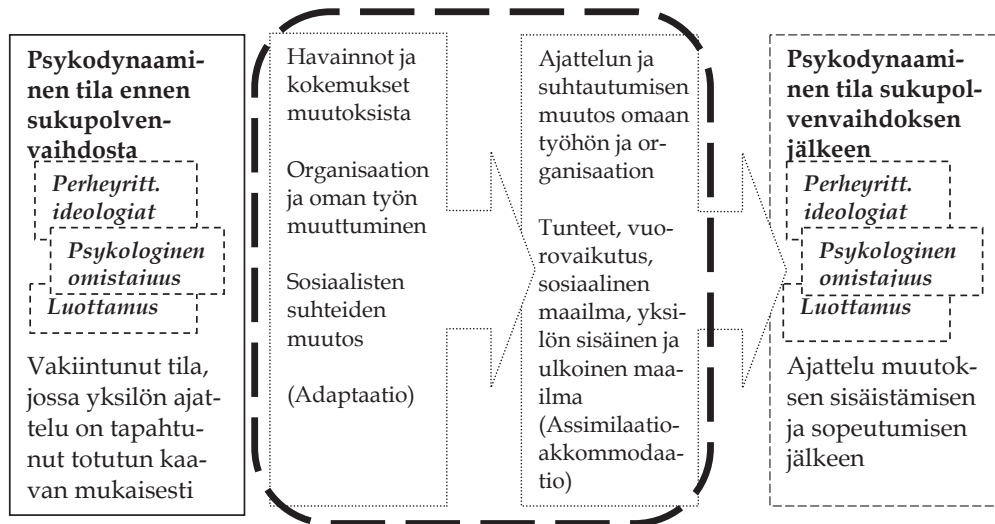 Psykodynaami-
nen tila ennen
sukupolven-
vaihdosta
Perheyritt.
ideologiat
Psykologinen
omistajuus
Luottamus
Vakiintunut tila,
jossa yksilön ajat-
telu on tapahtu-
nut totutun kaa-
van mukaisesti
Havainnot ja
kokemukset
muutoksista
Organisaation
ja oman työn
muuttuminen
Sosiaalisten
suhteiden
muutos
(Adaptaatio)
Ajattelun ja
suhtautumisen
muutos omaan
työhön ja or-
ganisaation
Tunteet, vuo-
rovaikutus,
sosiaalinen
maailma, yksi-
lön sisäinen ja
ulkoinen maa-
ilma
(Assimilaatio-
akkommodaa-
tio)
Psykodynaami-
nen tila sukupol-
venvaihdoksen
jälkeen
Perheyritt.
ideologiat
Psykologinen
omistajuus
Luottamus
Ajattelu muutok-
sen sisäistämisen
ja sopeutumisen
jälkeen